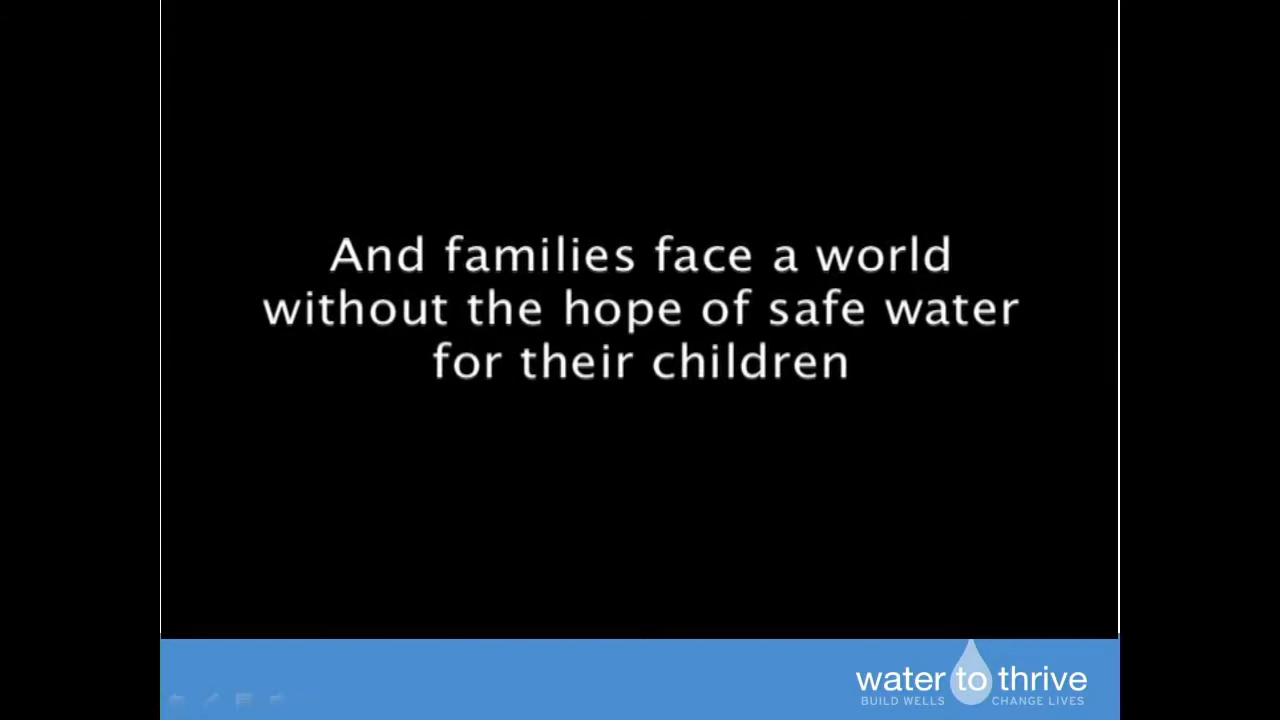 And families face a world
without the hope of safe water
for their children
water to thrive
BUILD WELLS CHANGE LIVES